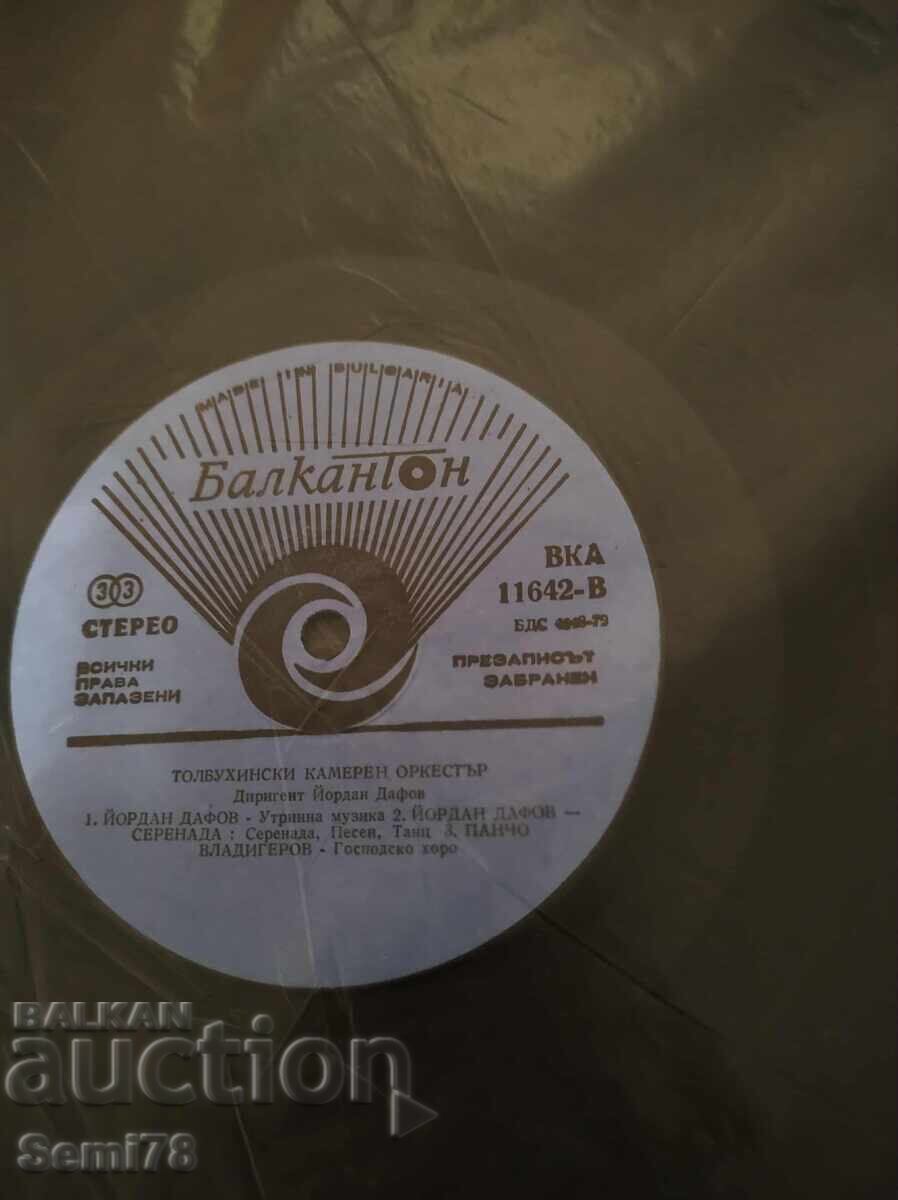 MADE IN BULGARIA
Балкантон
33
СТЕРЕО
ВСИЧКИ
ПРАВА
ЗАПАЗЕНИ
ВКА
11642-В
БДС
ПРЕЗАПИСЪТ
ЗАБРАНЕН
ТОЛБУХИНСКИ КАМЕРЕН ОРКЕСТЪР
Диригент Йордан Дафов
1. ЙОРДАН ДАФОВ - Утринна музика 2. ЙОРДАН ДАФОВ —
СЕРЕНАДА : Серенада, Песен, Танц 3. ПАНЧО
ВЛАДИГЕРОВ - Господско хоро
BALKAN
auction
Semi78